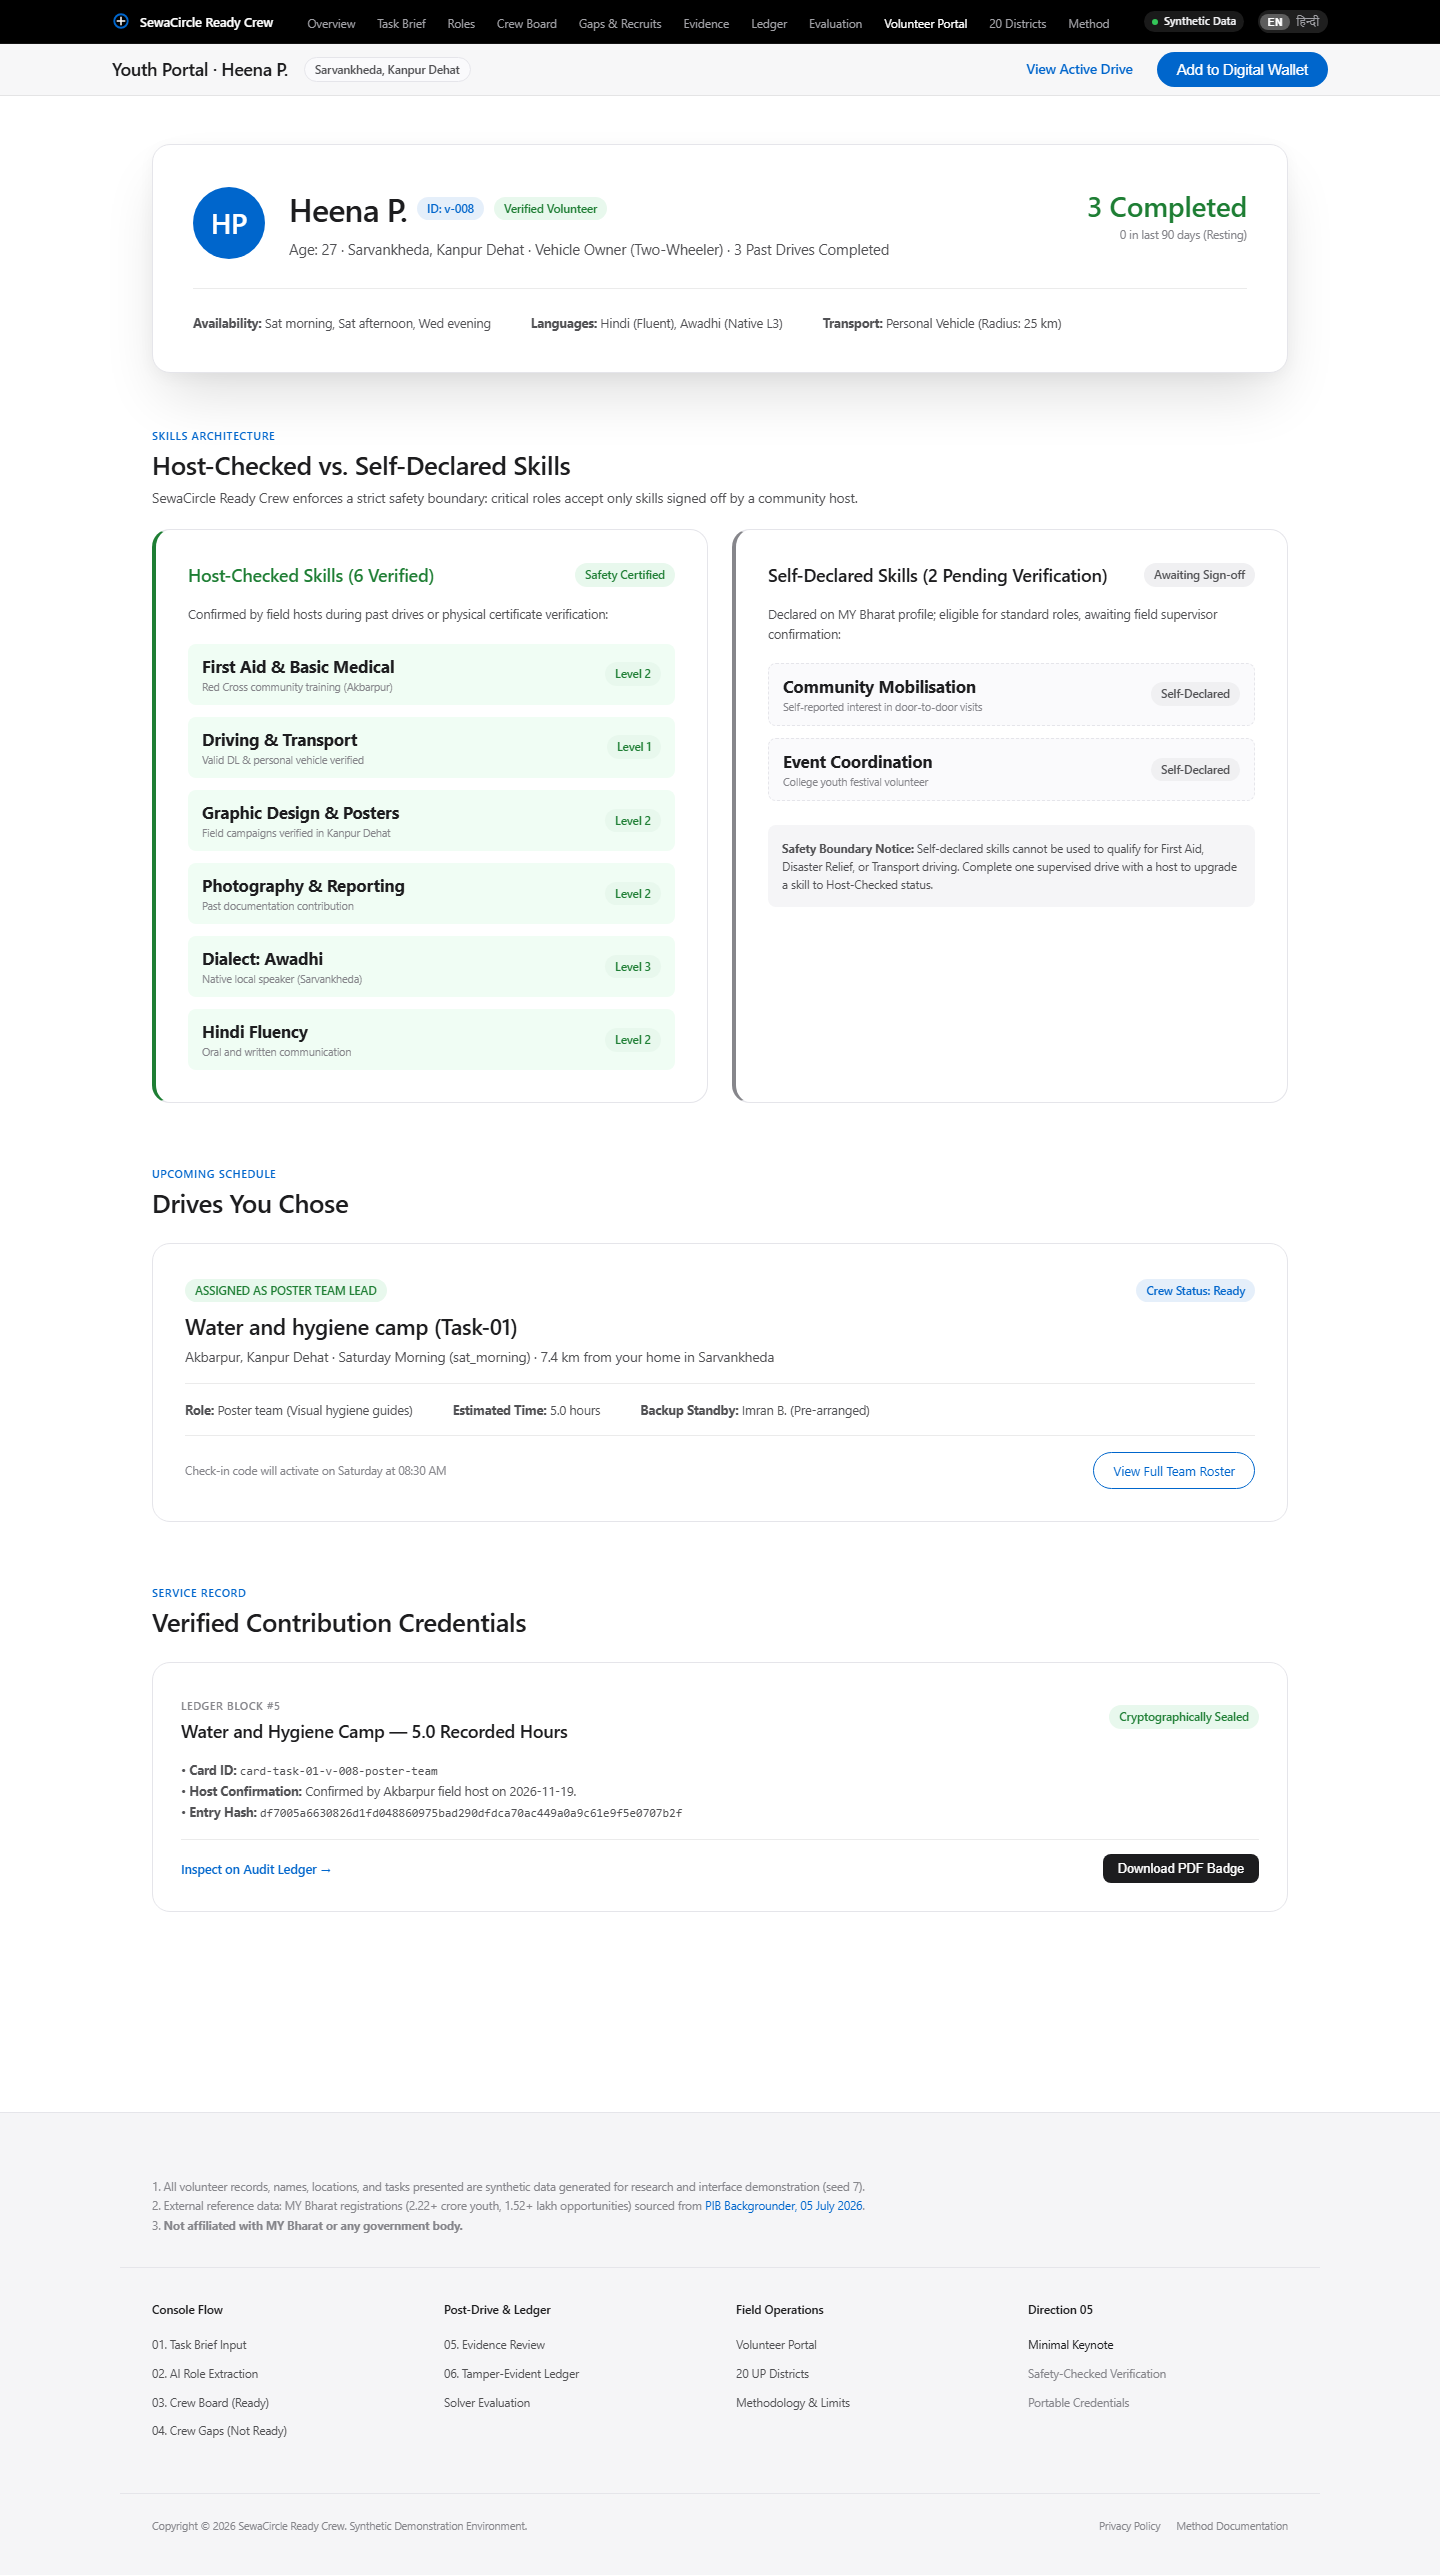 SewaCircle Ready Crew
Overview
Task Brief
Roles
Crew Board
Gaps & Recruits
Evidence
Ledger
Evaluation
Volunteer Portal
20 Districts
Method
Synthetic Data
EN
हिन्दी
Youth Portal · Heena P.
Sarvankheda, Kanpur Dehat
View Active Drive
Add to Digital Wallet
HP
Heena P.
ID: v-008
Verified Volunteer
Age: 27 · Sarvankheda, Kanpur Dehat · Vehicle Owner (Two-Wheeler) · 3 Past Drives Completed
3 Completed
0 in last 90 days (Resting)
Availability: Sat morning, Sat afternoon, Wed evening
Languages: Hindi (Fluent), Awadhi (Native L3)
Transport: Personal Vehicle (Radius: 25 km)
SKILLS ARCHITECTURE
Host-Checked vs. Self-Declared Skills
SewaCircle Ready Crew enforces a strict safety boundary: critical roles accept only skills signed off by a community host.
Host-Checked Skills (6 Verified)
Safety Certified
Confirmed by field hosts during past drives or physical certificate verification:
First Aid & Basic Medical
Red Cross community training (Akbarpur)
Level 2
Driving & Transport
Valid DL & personal vehicle verified
Level 1
Graphic Design & Posters
Field campaigns verified in Kanpur Dehat
Level 2
Photography & Reporting
Past documentation contribution
Level 2
Dialect: Awadhi
Native local speaker (Sarvankheda)
Level 3
Hindi Fluency
Oral and written communication
Level 2
Self-Declared Skills (2 Pending Verification)
Awaiting Sign-off
Declared on MY Bharat profile; eligible for standard roles, awaiting field supervisor
confirmation:
Community Mobilisation
Self-reported interest in door-to-door visits
Self-Declared
Event Coordination
College youth festival volunteer
Self-Declared
Safety Boundary Notice: Self-declared skills cannot be used to qualify for First Aid,
Disaster Relief, or Transport driving. Complete one supervised drive with a host to upgrade
a skill to Host-Checked status.
UPCOMING SCHEDULE
Drives You Chose
ASSIGNED AS POSTER TEAM LEAD
Crew Status: Ready
Water and hygiene camp (Task-01)
Akbarpur, Kanpur Dehat · Saturday Morning (sat_morning) · 7.4 km from your home in Sarvankheda
Role: Poster team (Visual hygiene guides)
Estimated Time: 5.0 hours
Backup Standby: Imran B. (Pre-arranged)
Check-in code will activate on Saturday at 08:30 AM
View Full Team Roster
SERVICE RECORD
Verified Contribution Credentials
LEDGER BLOCK #5
Water and Hygiene Camp — 5.0 Recorded Hours
Cryptographically Sealed
• Card ID: card-task-01-v-008-poster-team
• Host Confirmation: Confirmed by Akbarpur field host on 2026-11-19.
• Entry Hash: df7005a6630826d1fd048860975bad290dfdca70ac449a0a9c61e9f5e0707b2f
Inspect on Audit Ledger →
Download PDF Badge
1. All volunteer records, names, locations, and tasks presented are synthetic data generated for research and interface demonstration (seed 7).
2. External reference data: MY Bharat registrations (2.22+ crore youth, 1.52+ lakh opportunities) sourced from PIB Backgrounder, 05 July 2026.
3. Not affiliated with MY Bharat or any government body.
Console Flow
01. Task Brief Input
02. AI Role Extraction
03. Crew Board (Ready)
04. Crew Gaps (Not Ready)
Post-Drive & Ledger
05. Evidence Review
06. Tamper-Evident Ledger
Solver Evaluation
Field Operations
Volunteer Portal
20 UP Districts
Methodology & Limits
Direction 05
Minimal Keynote
Safety-Checked Verification
Portable Credentials
Copyright © 2026 SewaCircle Ready Crew. Synthetic Demonstration Environment.
Privacy Policy
Method Documentation